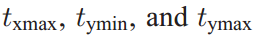 t_xmax, t_ymin, and t_ymax